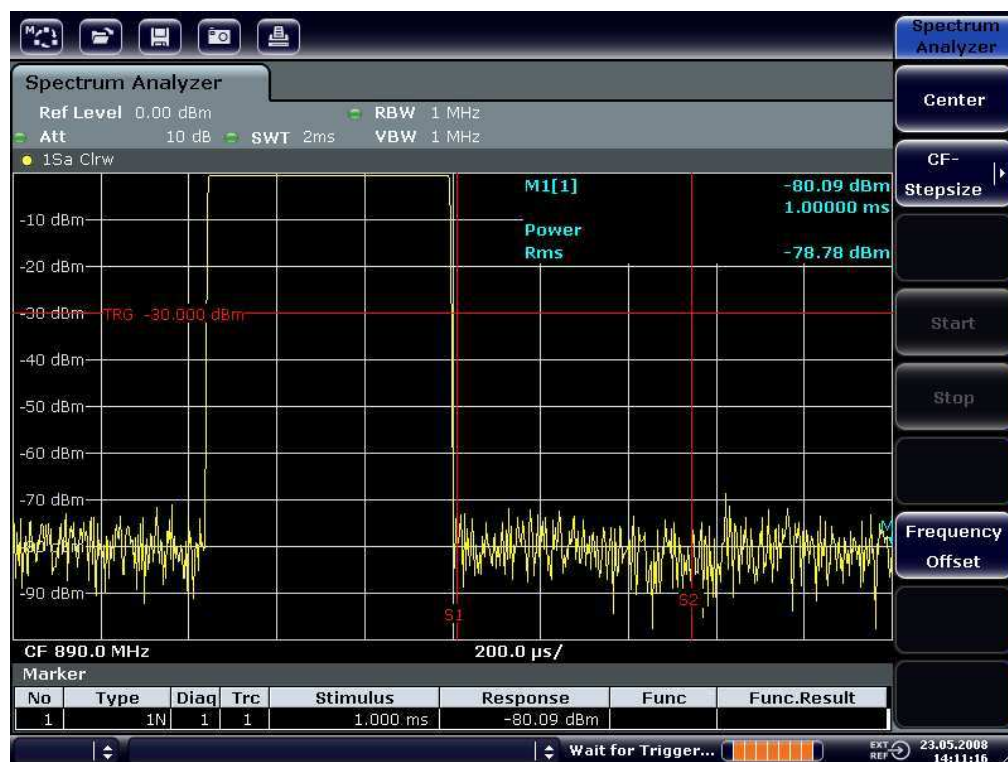 Spectrum Analyzer
Spectrum Analyzer
Ref Level 0.00 dBm RBW 1 MHz
Att 10 dB SWT 2ms VBW 1 MHz
1Sa Clrw
M1[1] -80.09 dBm
1.00000 ms
Power
Rms -78.78 dBm
-10 dBm
-20 dBm
-30 dBm TRG -30.000 dBm
-40 dBm
-50 dBm
-60 dBm
-70 dBm
-80 dBm
-90 dBm
S1
S2
CF 890.0 MHz 200.0 µs/
Marker
No Type Diaq Trc Stimulus Response Func Func.Result
1 1N 1 1 1.000 ms -80.09 dBm
Wait for Trigger... EXT REF 23.05.2008
14:11:16
Center
CF-
Stepsize
Start
Stop
Frequency
Offset